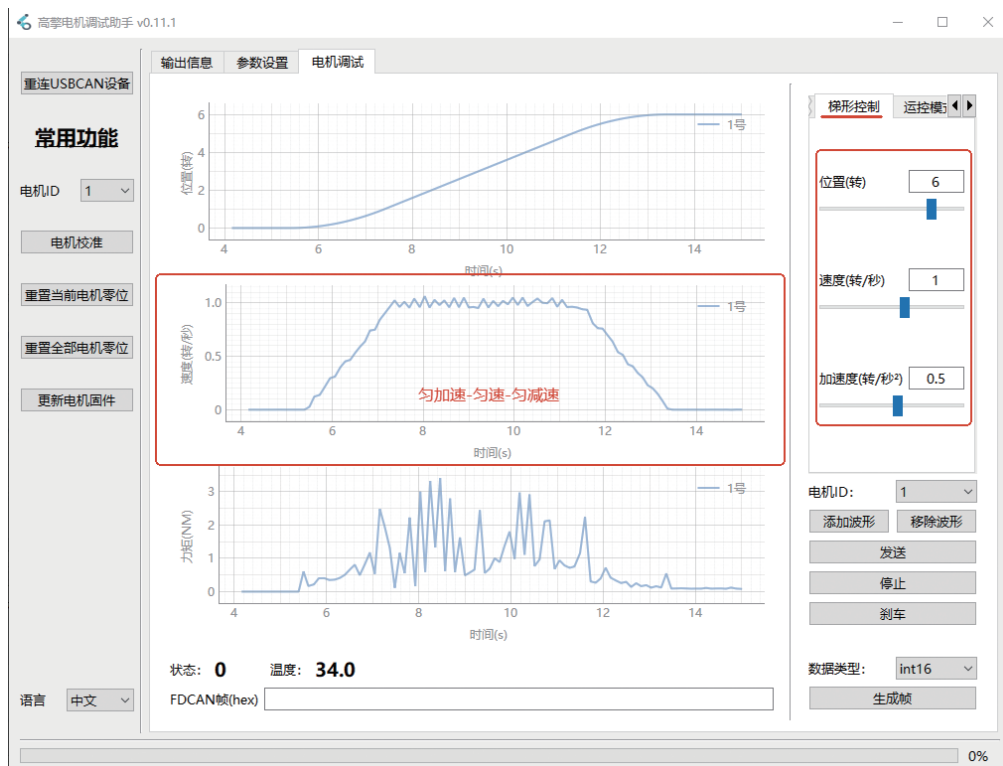 高擎电机调试助手 v0.11.1
重连USBCAN设备
常用功能
电机ID 1
电机校准
重置当前电机零位
重置全部电机零位
更新电机固件
语言 中文
输出信息 参数设置 电机调试
位置(转)
6
4
2
0
1号
4 6 8 10 12 14
时间(s)
速度(转/秒)
1.0
0.5
0
1号
匀加速-匀速-匀减速
4 6 8 10 12 14
时间(s)
力矩(NM)
3
2
1
0
1号
4 6 8 10 12 14
时间(s)
状态: 0 温度: 34.0
FDCAN帧(hex)
梯形控制 运控模
位置(转) 6
速度(转/秒) 1
加速度(转/秒²) 0.5
电机ID: 1
添加波形 移除波形
发送
停止
刹车
数据类型: int16
生成帧
0%